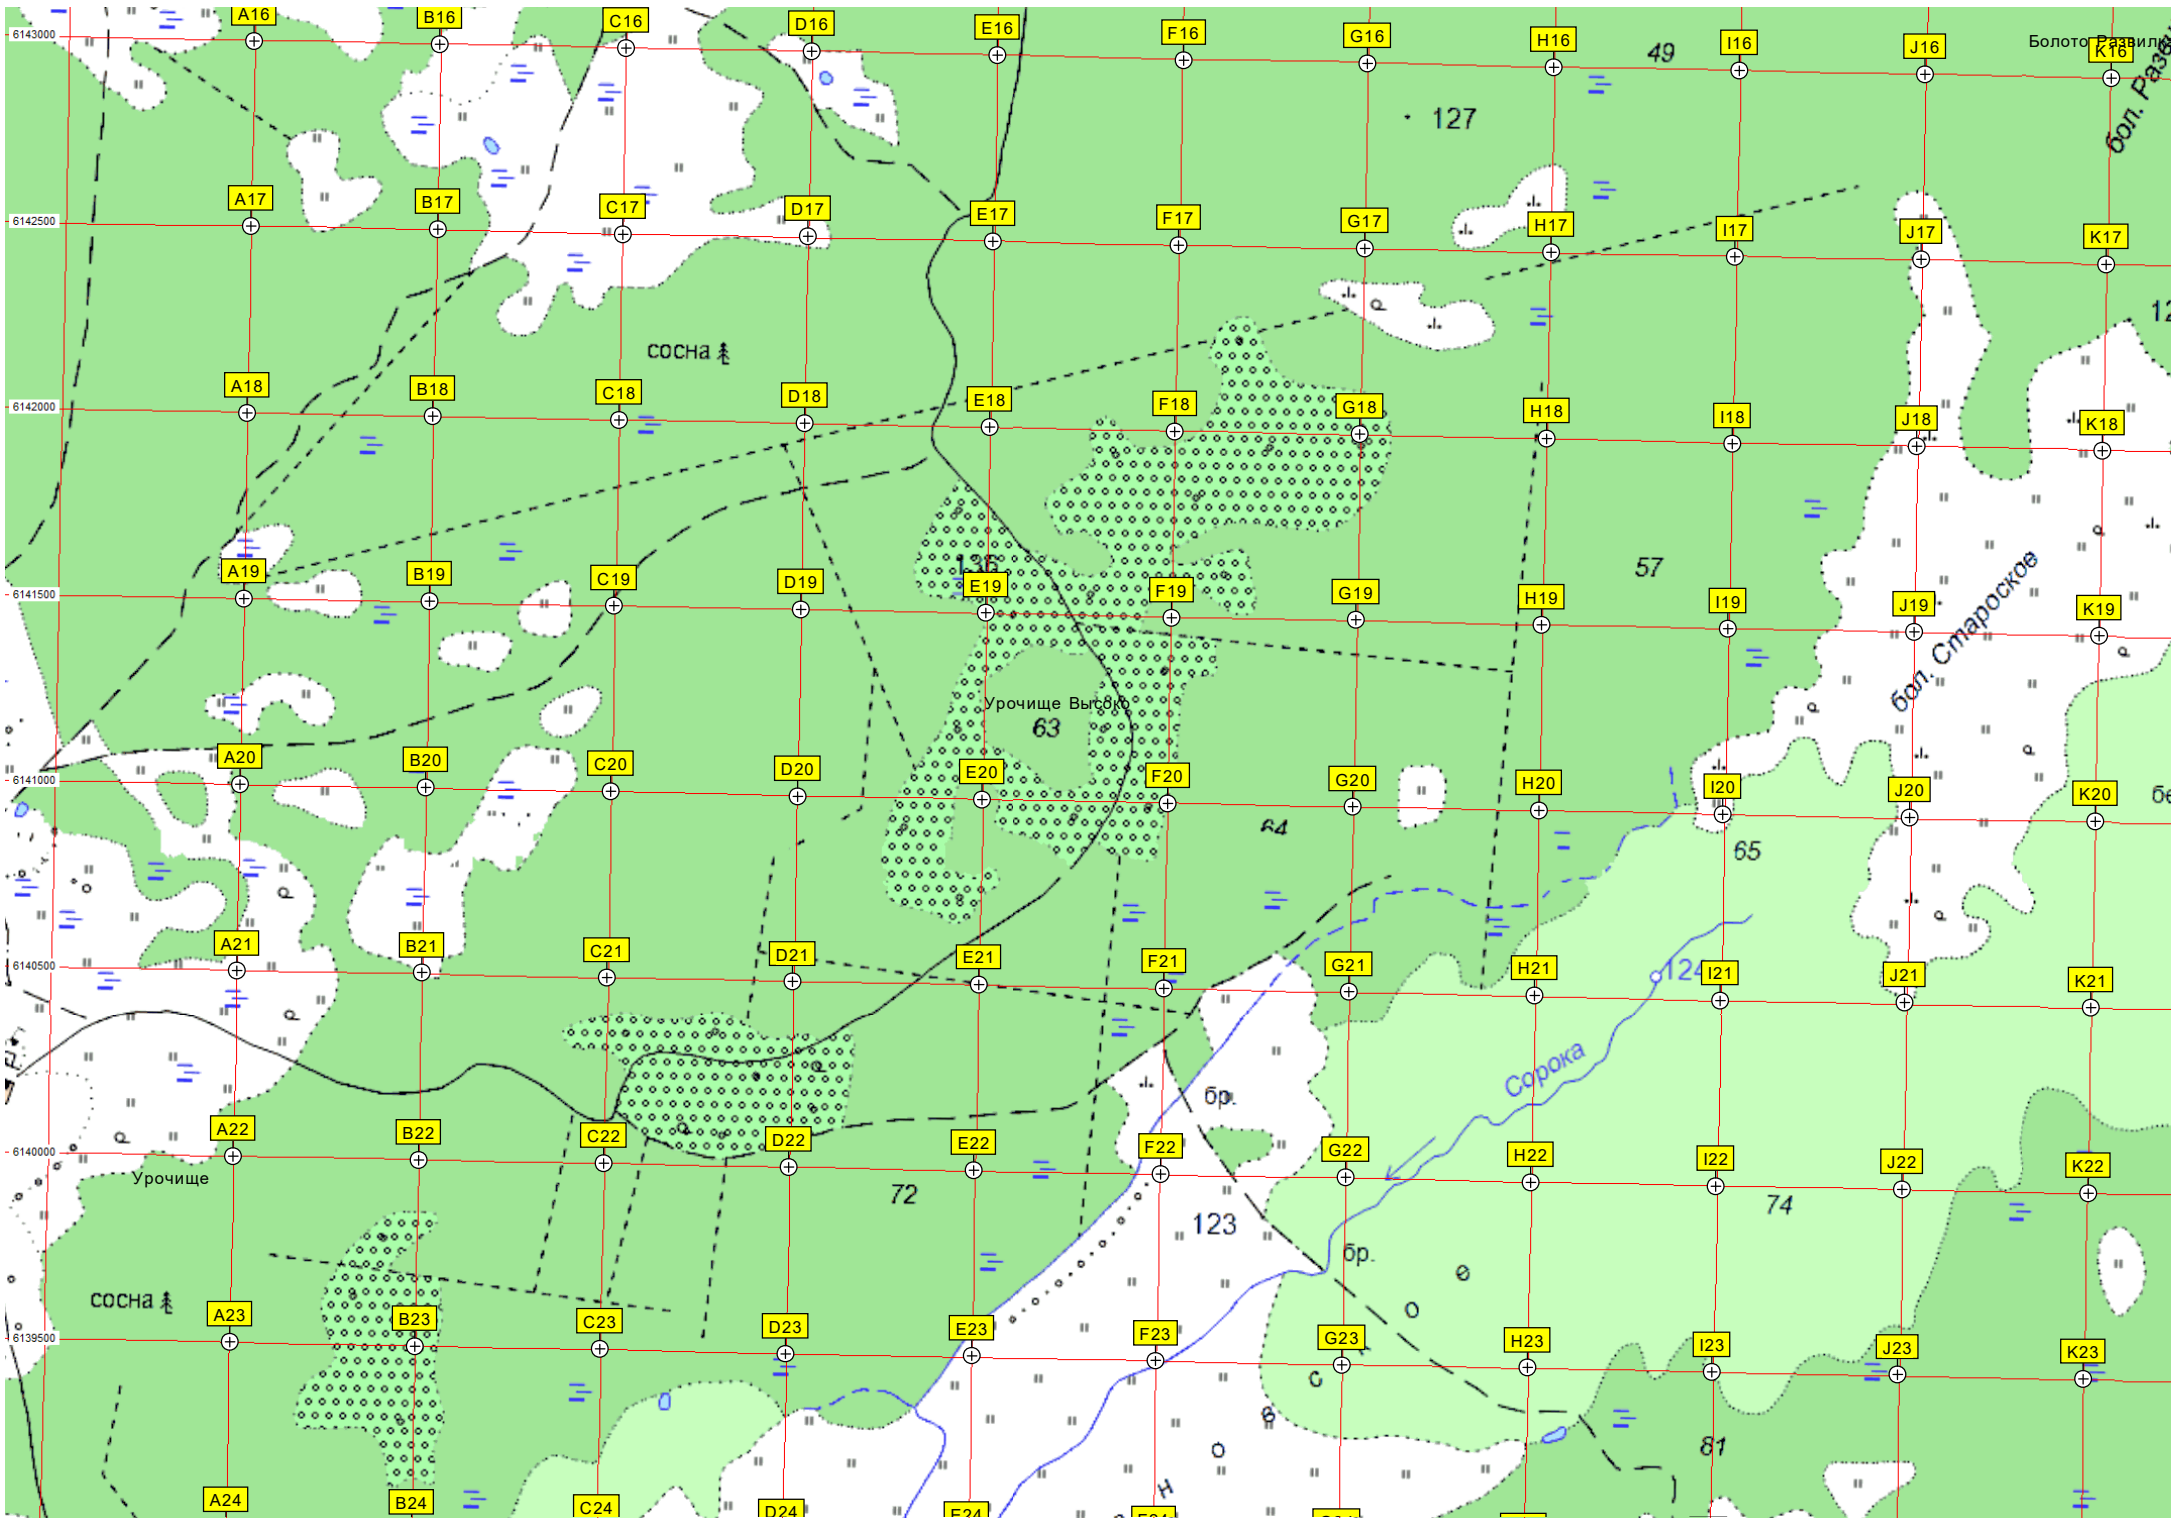 A16 B16 C16 D16 E16 F16 G16 H16 I16 J16 K16
6143000
49
Болото Развилк
бол. Разв
127
A17 B17 C17 D17 E17 F17 G17 H17 I17 J17 K17
6142500
сосна
A18 B18 C18 D18 E18 F18 G18 H18 I18 J18 K18
6142000
136
57
бол. Староское
A19 B19 C19 D19 E19 F19 G19 H19 I19 J19 K19
6141500
Урочище Высоко
63
A20 B20 C20 D20 E20 F20 G20 H20 I20 J20 K20
6141000
64
65
A21 B21 C21 D21 E21 F21 G21 H21 I21 J21 K21
6140500
124
Сорока
бр.
A22 B22 C22 D22 E22 F22 G22 H22 I22 J22 K22
6140000
Урочище
72
74
123
бр.
сосна
A23 B23 C23 D23 E23 F23 G23 H23 I23 J23 K23
6139500
81
A24 B24 C24 D24 E24